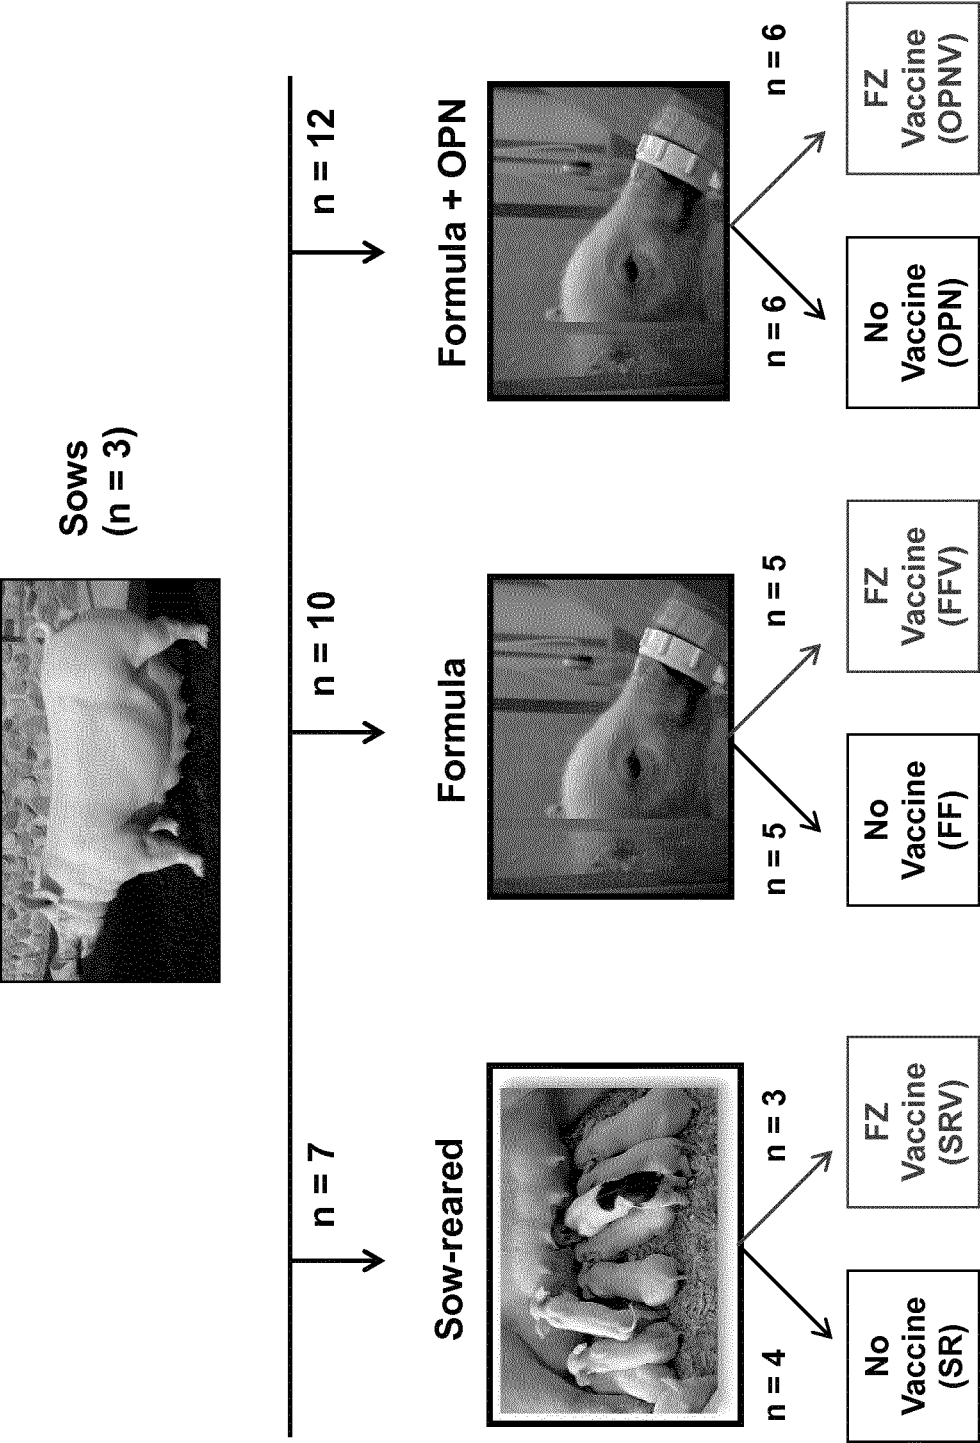 Sows
(n = 3)
n = 7
n = 10
n = 12
Sow-reared
Formula
Formula + OPN
n = 4
n = 3
n = 5
n = 5
n = 6
n = 6
No
Vaccine
(SR)
FZ
Vaccine
(SRV)
No
Vaccine
(FF)
FZ
Vaccine
(FFV)
No
Vaccine
(OPN)
FZ
Vaccine
(OPNV)